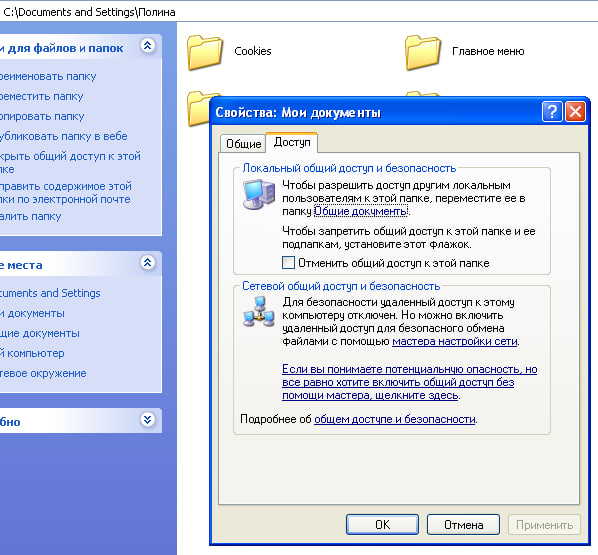 C:\Documents and Settings\Полина
и для файлов и папок
реименовать папку
реместить папку
опировать папку
убликовать папку в вебе
крыть общий доступ к этой
пке
править содержимое этой
пки по электронной почте
алить папку
е места
cuments and Settings
и документы
щие документы
й компьютер
тевое окружение
бно
Cookies
Главное меню
Свойства: Мои документы
Общие
Доступ
Локальный общий доступ и безопасность
Чтобы разрешить доступ другим локальным
пользователям к этой папке, переместите ее в
папку Общие документы.
Чтобы запретить общий доступ к папке и ее
подпапкам, установите этот флажок.
Отменить общий доступ к этой папке
Сетевой общий доступ и безопасность
Для безопасности удаленный доступ к этому
компьютеру отключен. Но можно включить
удаленный доступ для безопасного обмена
файлами с помощью мастера настройки сети.
Если вы понимаете потенциальную опасность, но
все равно хотите включить общий доступ без
помощи мастера, щелкните здесь.
Подробнее об общем доступе и безопасности.
OK
Отмена
Применить